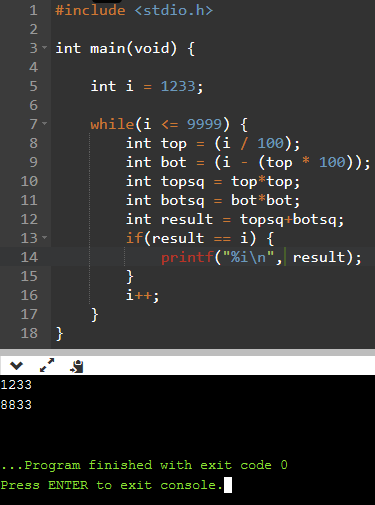 1 #include <stdio.h>
2
3 int main(void) {
4
5 int i = 1233;
6
7 while(i <= 9999) {
8 int top = (i / 100);
9 int bot = (i - (top * 100));
10 int topsq = top*top;
11 int botsq = bot*bot;
12 int result = topsq+botsq;
13 if(result == i) {
14 printf("%i\n", result);
15 }
16 i++;
17 }
18 }
1233
8833
...Program finished with exit code 0
Press ENTER to exit console.